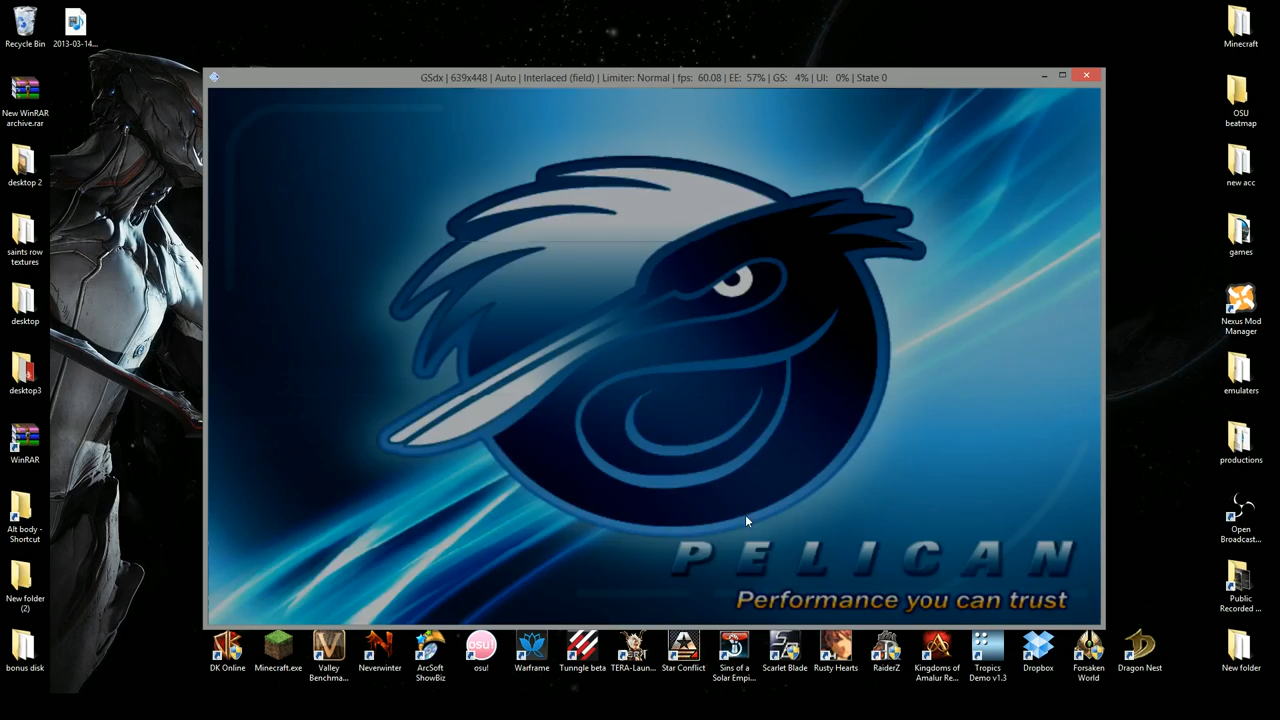 Recycle Bin
2013-03-14...
New WinRAR
archive.rar
desktop 2
saints row
textures
desktop
desktop3
WinRAR
Alt body -
Shortcut
New folder
(2)
bonus disk
GSdx | 639x448 | Auto | Interlaced (field) | Limiter: Normal | fps: 60.08 | EE: 57% | GS: 4% | UI: 0% | State 0
PELICAN
Performance you can trust
DK Online
Minecraft.exe
Valley
Benchma...
Neverwinter
ArcSoft
ShowBiz
osu!
osu!
Warframe
Tunngle beta
TERA-Laun...
Star Conflict
Sins of a
Solar Empi...
Scarlet Blade
Rusty Hearts
RaiderZ
Kingdoms of
Amalur Re...
Tropics
Demo v1.3
Dropbox
Forsaken
World
Dragon Nest
Minecraft
OSU
beatmap
new acc
games
Nexus Mod
Manager
emulaters
productions
Open
Broadcast...
Public
Recorded ...
New folder